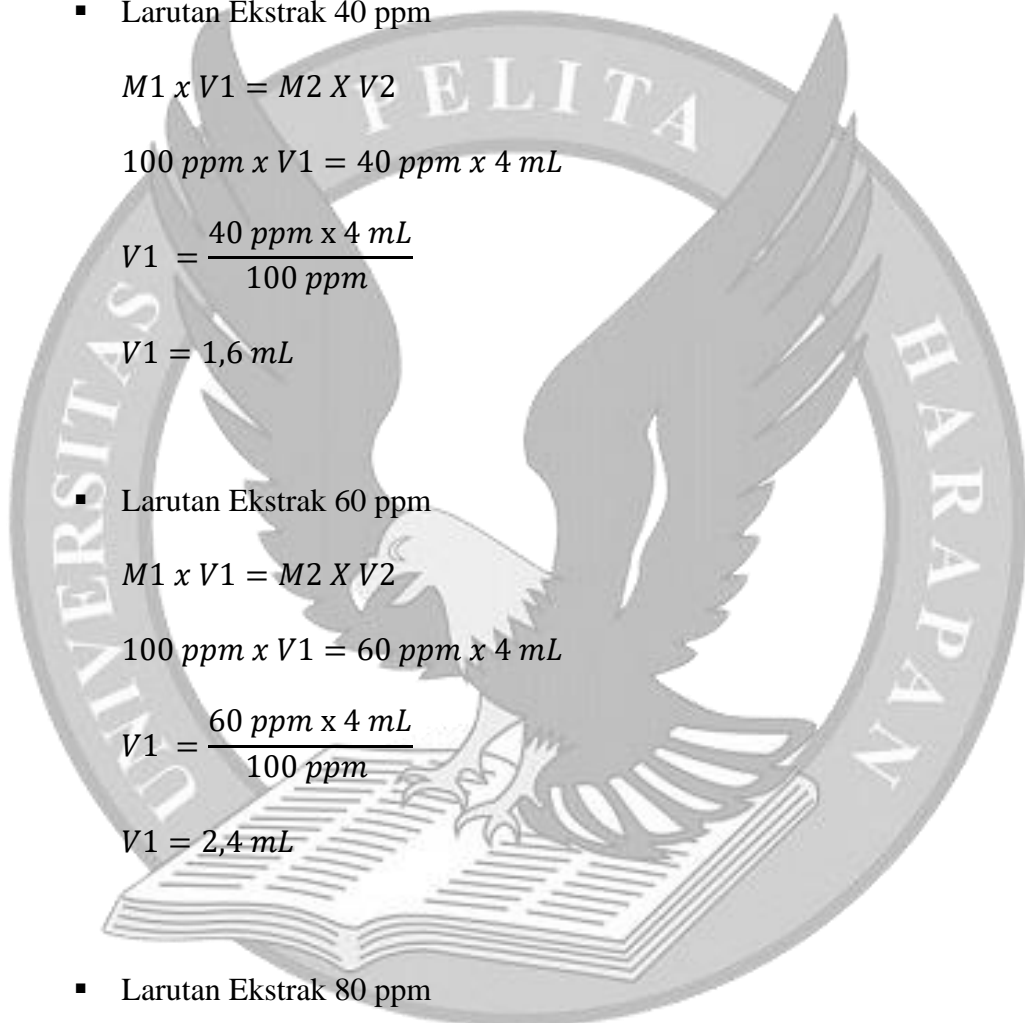 ▪ Larutan Ekstrak 40 ppm
M1 x V1 = M2 X V2
100 ppm x V1 = 40 ppm x 4 mL
V1 = \frac{40 ppm x 4 mL}{100 ppm}
V1 = 1,6 mL
▪ Larutan Ekstrak 60 ppm
M1 x V1 = M2 X V2
100 ppm x V1 = 60 ppm x 4 mL
V1 = \frac{60 ppm x 4 mL}{100 ppm}
V1 = 2,4 mL
▪ Larutan Ekstrak 80 ppm
UNIVERSITAS PELITA HARAPAN